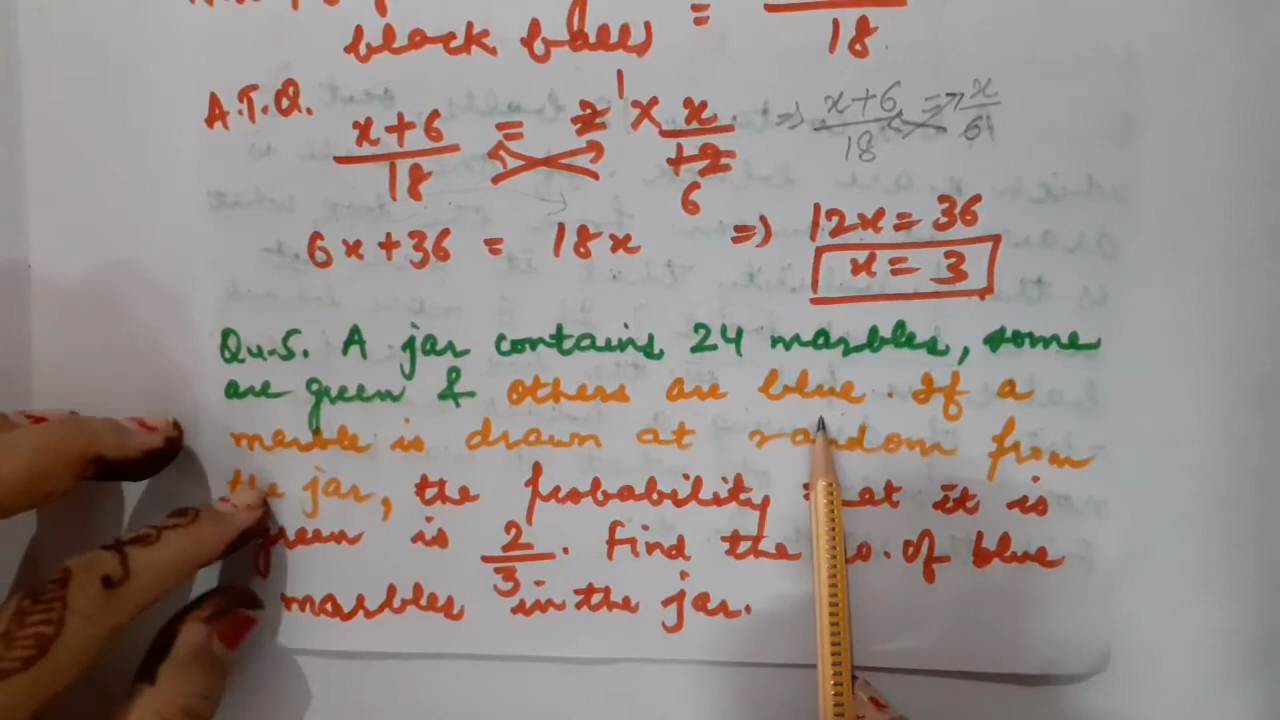 black balls = 18
A.T.Q. x+6/18 = 2 1 × x/12 6 => x+6/18 = x/6
6x+36 = 18x => 12x = 36
x = 3
Qu-5. A jar contains 24 marbles, some
are green & others are blue. If a
marble is drawn at random from
the jar, the probability that it is
green is 2/3. Find the no. of blue
marbles in the jar.